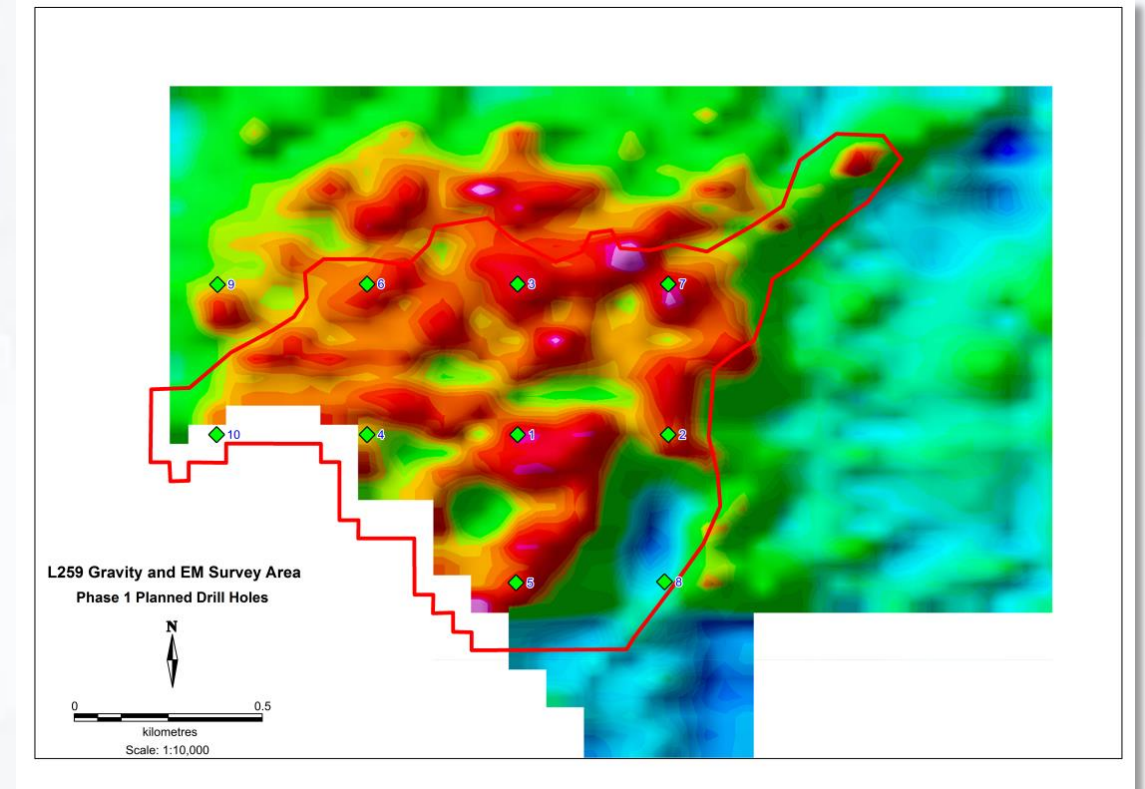 9
6
3
7
10
4
1
2
5
8
L259 Gravity and EM Survey Area
Phase 1 Planned Drill Holes
N
0 0.5
kilometres
Scale: 1:10,000